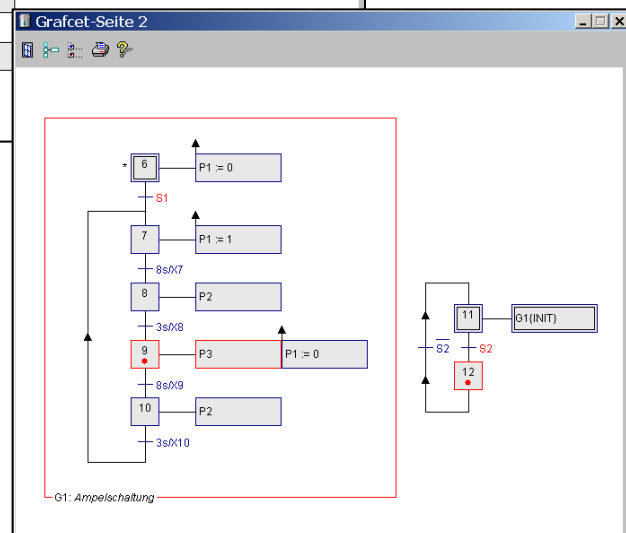 Grafcet-Seite 2
* 6 P1 := 0
S1
7 P1 := 1
8s/X7
8 P2
3s/X8
9 P3 P1 := 0
8s/X9
10 P2
3s/X10
G1: Ampelschaltung
11 G1{INIT}
S2 S2
12